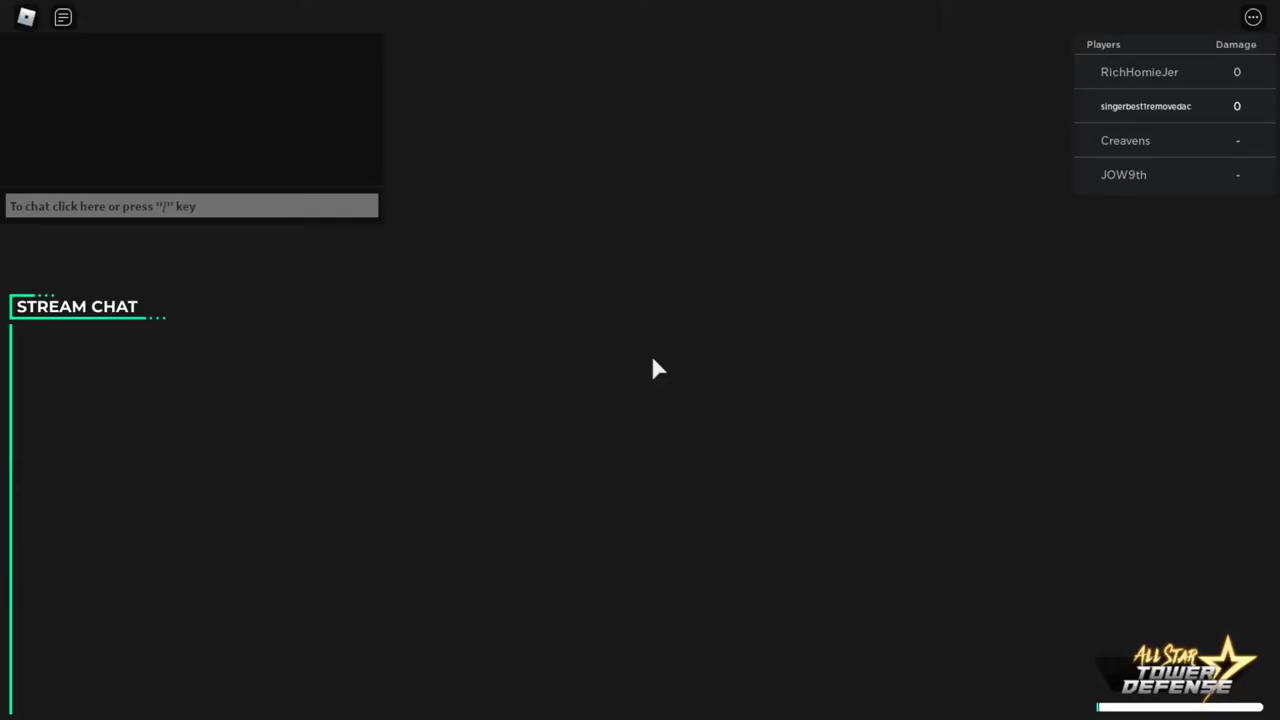 Players Damage
RichHomieJer 0
singerbest1removedac 0
Creavens -
JOW9th -
To chat click here or press "/" key
STREAM CHAT
ALL STAR
TOWER
DEFENSE